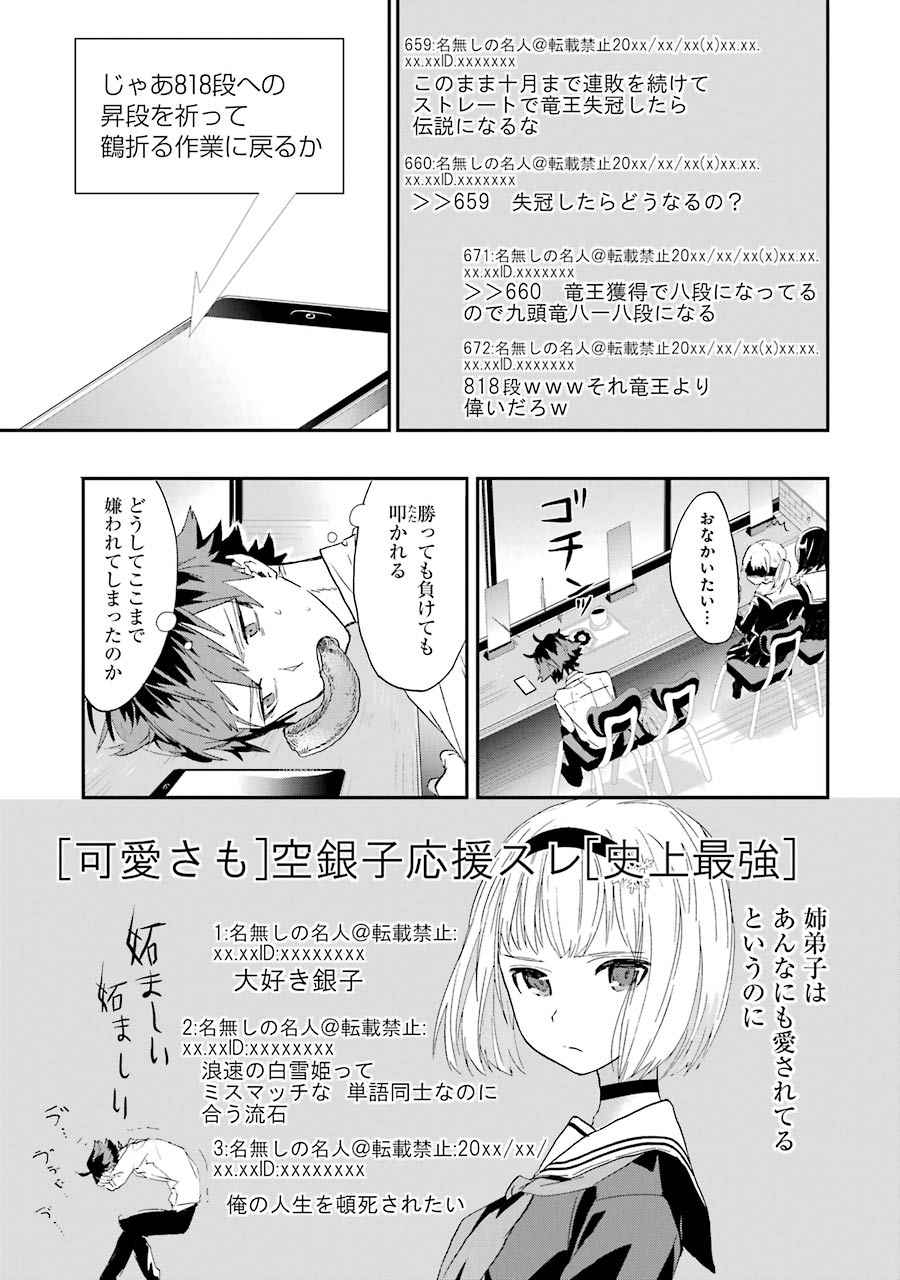 659:名無しの名人@転載禁止20xx/xx/xx(x)xx.xx.
xx.xxID.xxxxxxx
このまま十月まで連敗を続けて
ストレートで竜王失冠したら
伝説になるな
660:名無しの名人@転載禁止20xx/xx/xx(x)xx.xx.
xx.xxID.xxxxxxx
>>659 失冠したらどうなるの?
671:名無しの名人@転載禁止20xx/xx/xx(x)xx.xx.
xx.xxID.xxxxxxx
>>660 竜王獲得で八段になってる
ので九頭竜八一八段になる
672:名無しの名人@転載禁止20xx/xx/xx(x)xx.xx.
xx.xxID.xxxxxxx
818段wwwそれ竜王より
偉いだろw
じゃあ818段への
昇段を祈って
鶴折る作業に戻るか
おなかいたい…
ゴチン
勝っても負けても
叩かれる
たた
どうしてここまで
嫌われてしまったのか
[可愛さも]空銀子応援スレ[史上最強]
姉弟子は
あんなにも愛されてる
というのに
1:名無しの名人@転載禁止:
xx.xxID:xxxxxxxx
大好き銀子
2:名無しの名人@転載禁止:
xx.xxID:xxxxxxxx
浪速の白雪姫って
ミスマッチな 単語同士なのに
合う流石
3:名無しの名人@転載禁止:20xx/xx/
xx.xxID:xxxxxxxx
俺の人生を頓死されたい
妬ましい
妬ましり
ブ…
ブブブ…